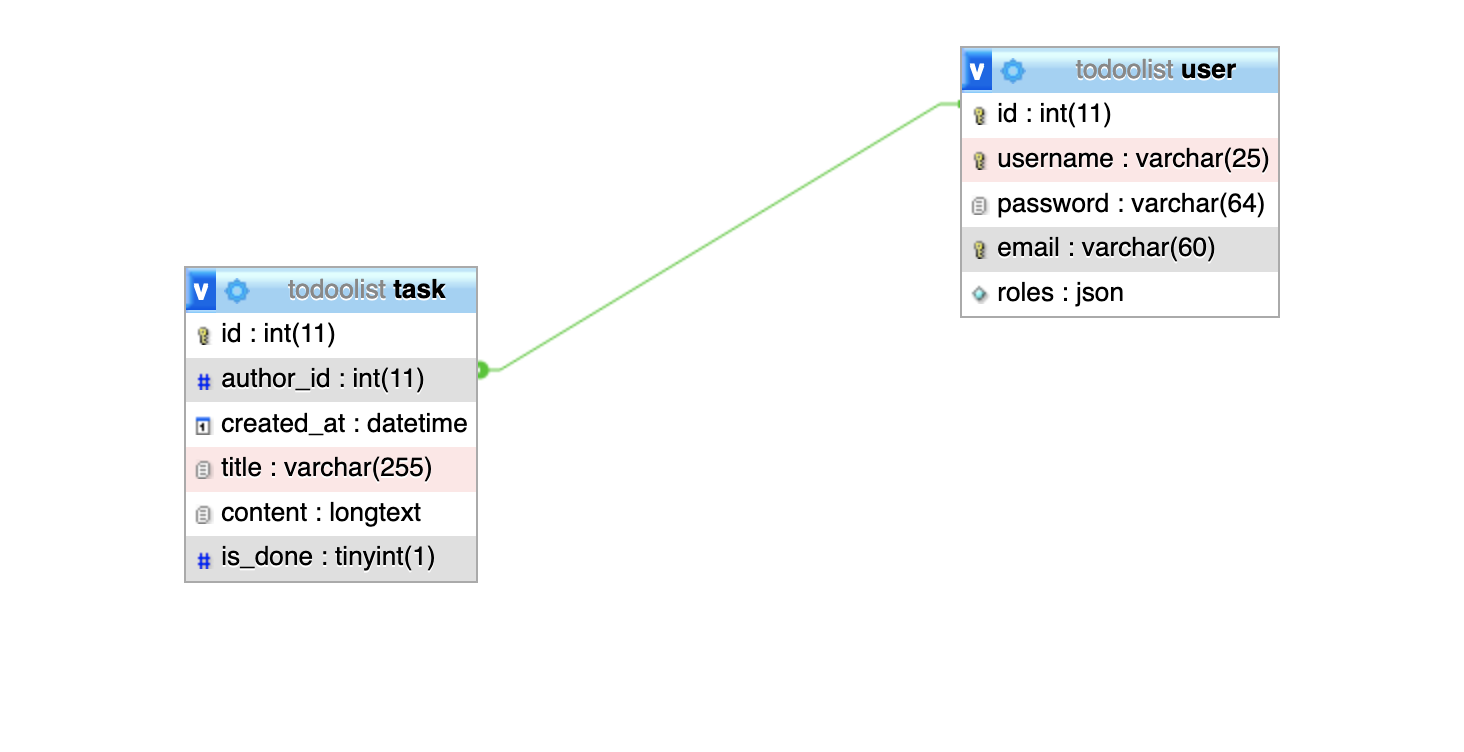 v todoolist user
id : int(11)
username : varchar(25)
password : varchar(64)
email : varchar(60)
roles : json
v todoolist task
id : int(11)
# author_id : int(11)
1 created_at : datetime
title : varchar(255)
content : longtext
# is_done : tinyint(1)